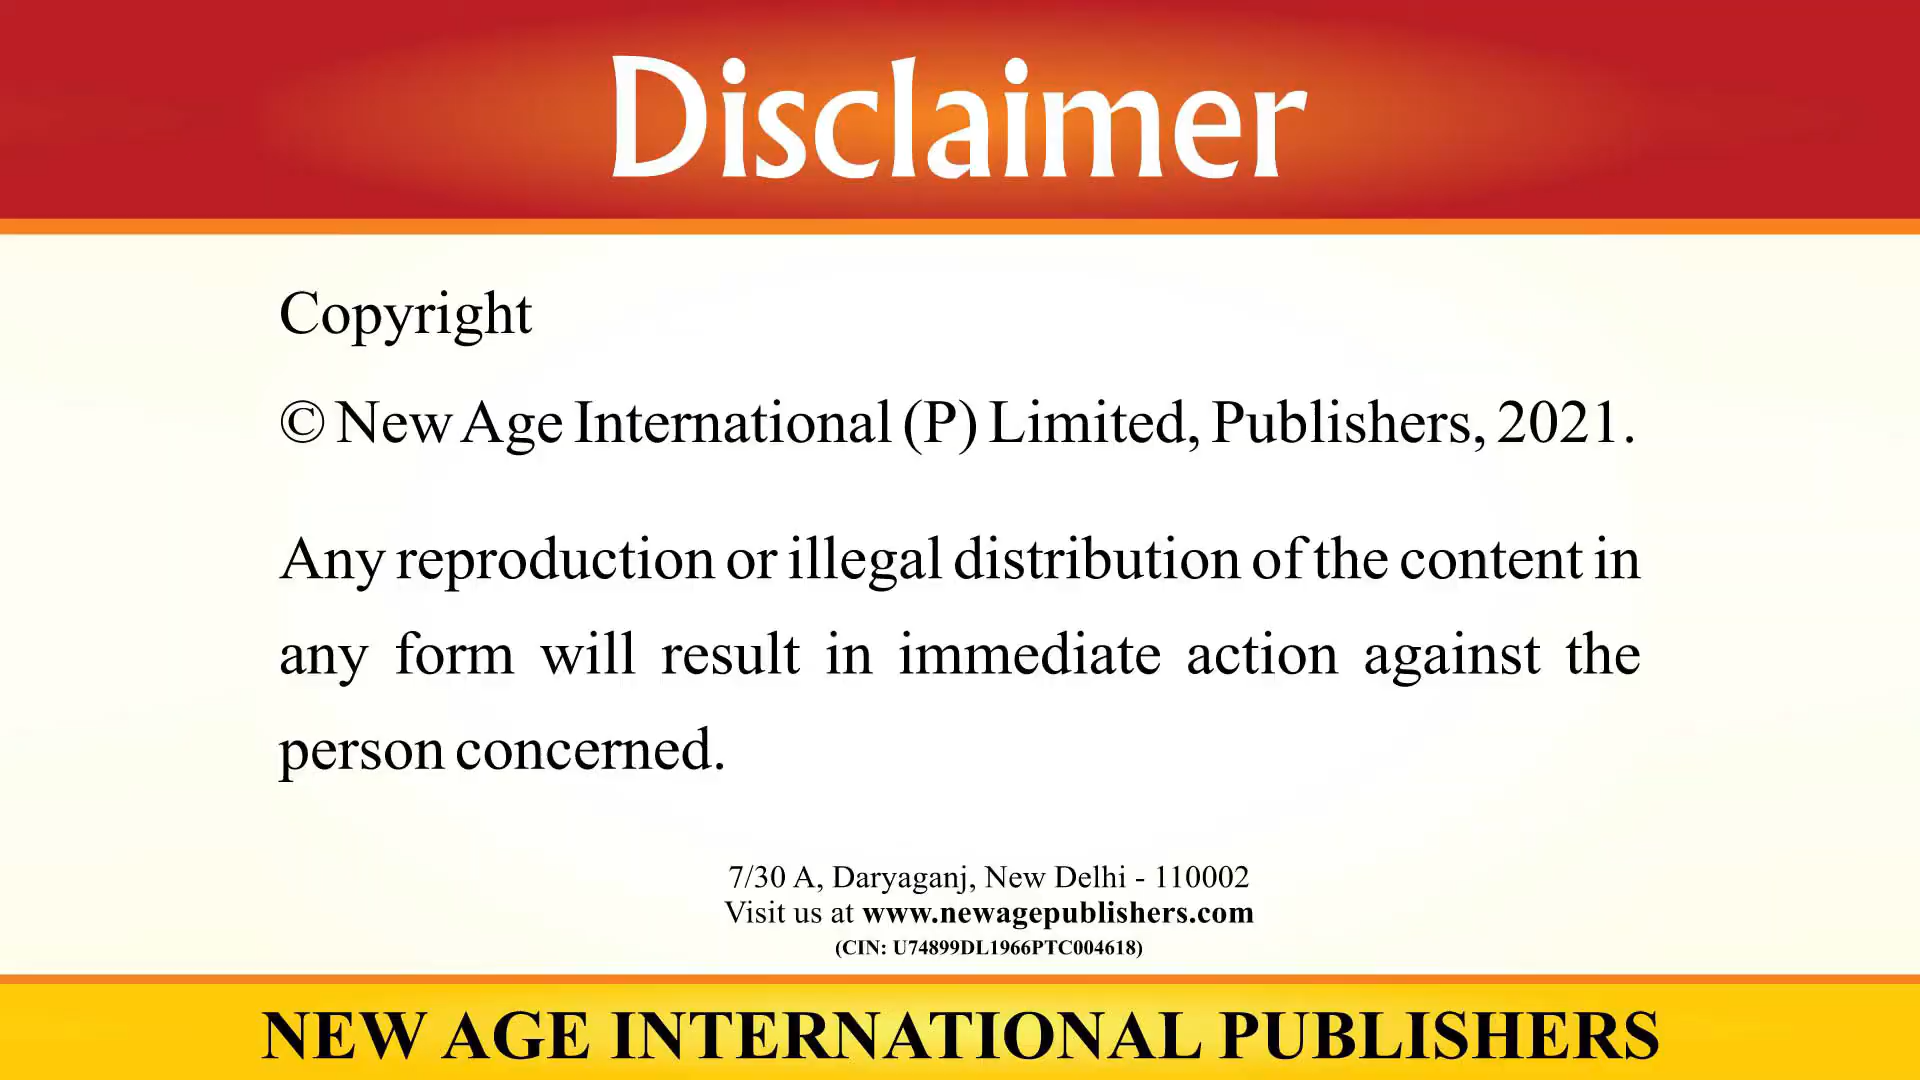 Disclaimer
Copyright
© New Age International (P) Limited, Publishers, 2021.
Any reproduction or illegal distribution of the content in
any form will result in immediate action against the
person concerned.
7/30 A, Daryaganj, New Delhi - 110002
Visit us at www.newagepublishers.com
(CIN: U74899DL1966PTC004618)
NEW AGE INTERNATIONAL PUBLISHERS